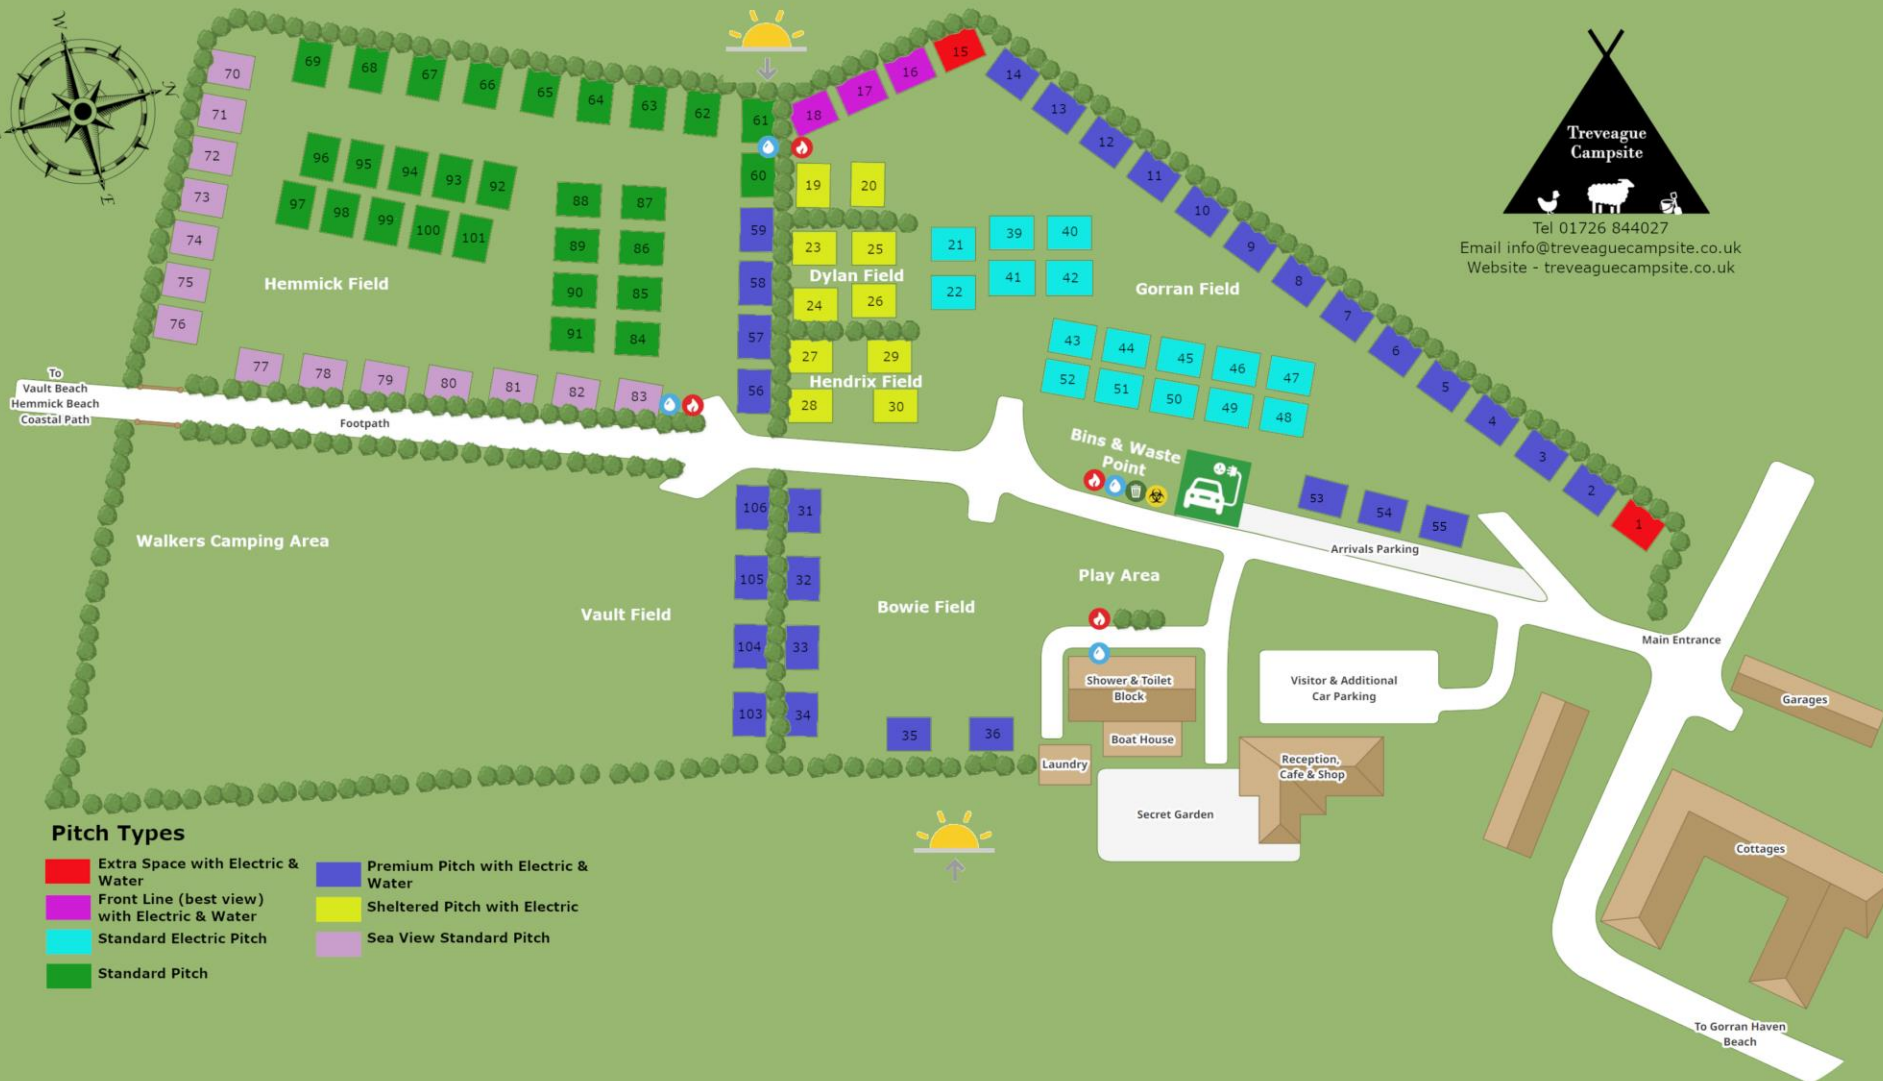 W
N
E
69
68
67
66
65
64
63
62
61
60
59
58
57
56
70
71
72
73
74
75
76
77
78
79
80
81
82
83
96
95
94
93
92
97
98
99
100
101
88
87
89
86
90
85
91
84
Hemmick Field
18
17
16
15
14
13
12
11
10
9
8
7
6
5
4
3
2
1
19
20
23
25
Dylan Field
24
26
27
29
Hendrix Field
28
30
21
39
40
22
41
42
Gorran Field
43
44
45
46
47
52
51
50
49
48
Treveague
Campsite
Tel 01726 844027
Email info@treveaguecampsite.co.uk
Website - treveaguecampsite.co.uk
To
Vault Beach
Hemmick Beach
Coastal Path
Footpath
Bins & Waste
Point
53
54
55
Arrivals Parking
Walkers Camping Area
Vault Field
106
31
105
32
104
33
103
34
Bowie Field
35
36
Play Area
Shower & Toilet
Block
Boat House
Laundry
Visitor & Additional
Car Parking
Reception,
Cafe & Shop
Secret Garden
Main Entrance
Garages
Cottages
To Gorran Haven
Beach
Pitch Types
Extra Space with Electric &
Water
Front Line (best view)
with Electric & Water
Standard Electric Pitch
Standard Pitch
Premium Pitch with Electric &
Water
Sheltered Pitch with Electric
Sea View Standard Pitch